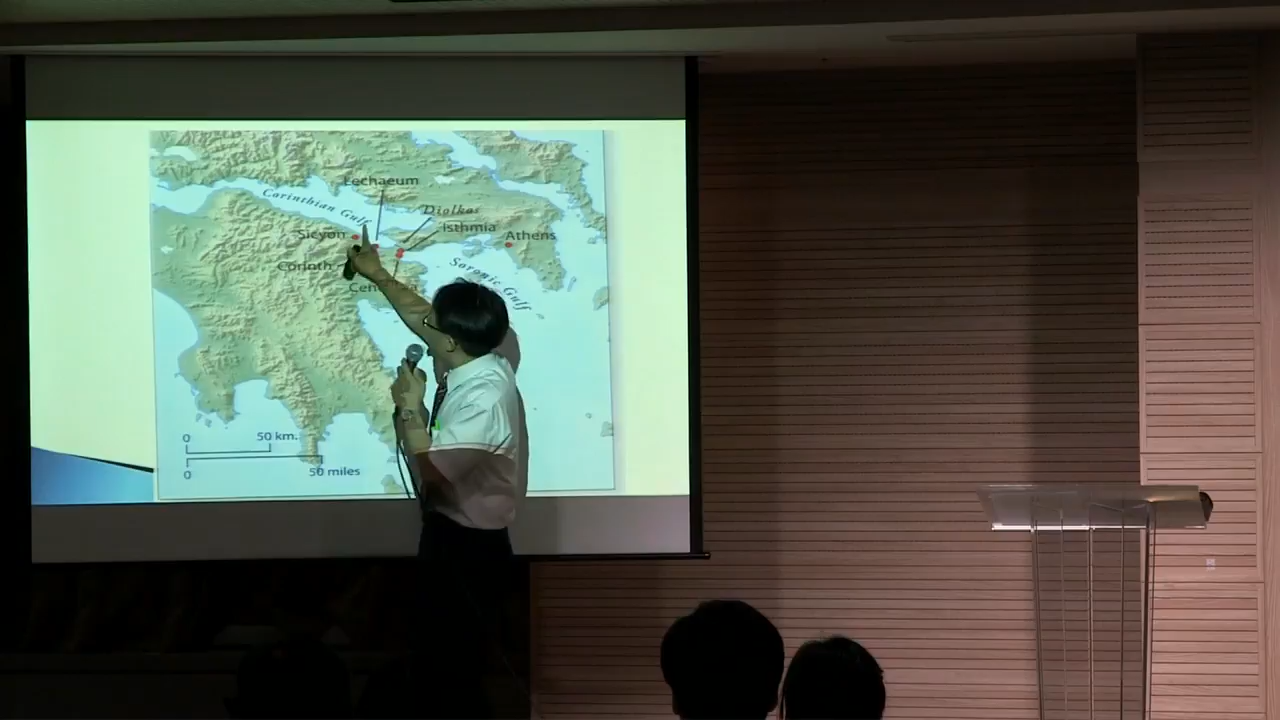 Lechaeum
Corinthian Gulf
Diolkos
Isthmia
Sicyon
Athens
Corinth
Saronic Gulf
0
50 km.
0
50 miles